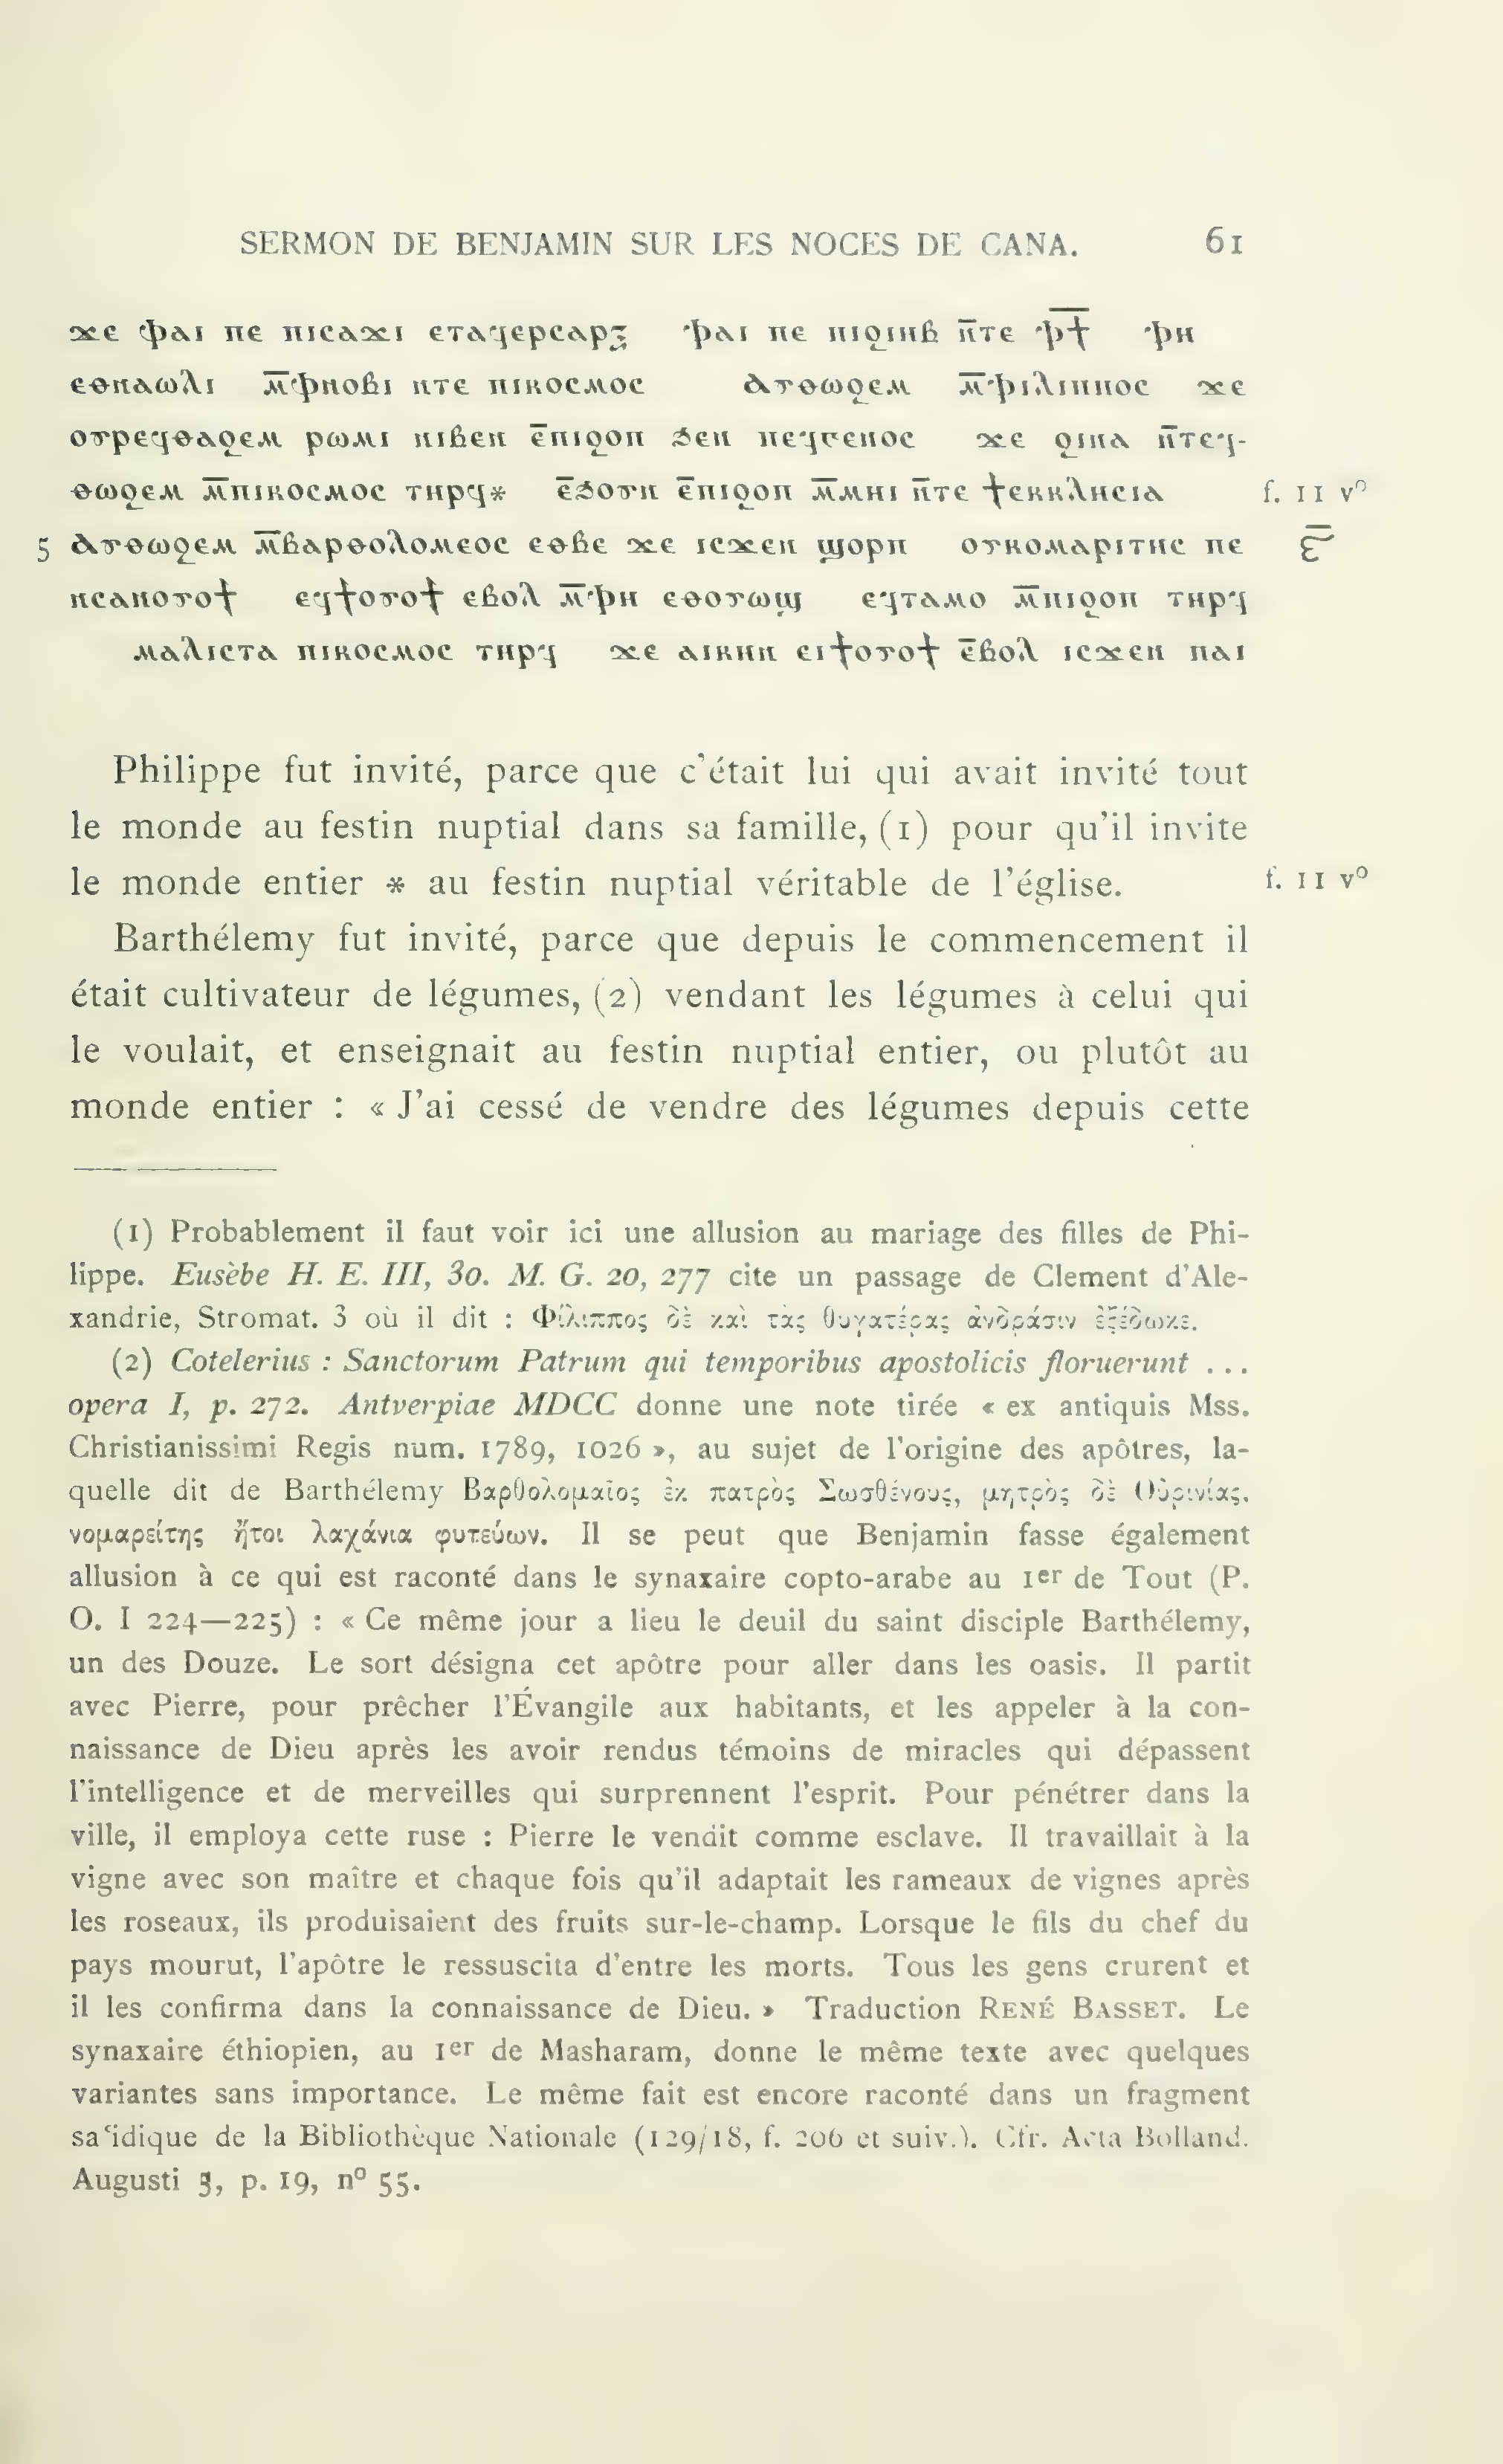 SERMON DE BENJAMIN SUR LES NOCES DE CANA. 61
ϫⲉ ⲫⲁⲓ ⲡⲉ ⲡⲓⲥⲁϫⲓ ⲉⲧⲁϥⲉⲣⲥⲁⲣⲝ ⲫⲁⲓ ⲡⲉ ⲡⲓϩⲓⲏⲃ ⲛ̅ⲧⲉ ⲫ̅ϯ̅ ⲫⲏ
ⲉⲑⲛⲁⲱⲗⲓ ⲙ̅ⲫⲛⲟⲃⲓ ⲛⲧⲉ ⲡⲓⲕⲟⲥⲙⲟⲥ ⲁⲩⲑⲱϩⲉⲙ ⲙ̅ⲫⲓⲗⲓⲡⲡⲟⲥ ϫⲉ
ⲟⲩⲣⲉϥⲑⲁϩⲉⲙ ⲣⲱⲙⲓ ⲛⲓⲃⲉⲛ ⲉ̅ⲡⲓϩⲟⲡ ϧⲉⲛ ⲡⲉϥⲅⲉⲛⲟⲥ ϫⲉ ϩⲓⲛⲁ ⲛ̅ⲧⲉϥ-
ⲑⲱϩⲉⲙ ⲙ̅ⲡⲓⲕⲟⲥⲙⲟⲥ ⲧⲏⲣϥ* ⲉ̅ϧⲟⲩⲛ ⲉ̅ⲡⲓϩⲟⲡ ⲙ̅ⲙⲏⲓ ⲛ̅ⲧⲉ ϯⲉⲕⲕⲗⲏⲥⲓⲁ f. 11 vº
5 ⲁⲩⲑⲱϩⲉⲙ ⲙ̅ⲃⲁⲣⲑⲟⲗⲟⲙⲉⲟⲥ ⲉⲑⲃⲉ ϫⲉ ⲓⲥϫⲉⲛ ϣⲟⲣⲡ ⲟⲩⲕⲟⲙⲁⲣⲓⲧⲏⲥ ⲡⲉ
ⲛⲥⲁⲛⲟⲩⲟϯ ⲉϥϯⲟⲩⲟϯ ⲉⲃⲟⲗ ⲙ̅ⲫⲏ ⲉⲑⲟⲩⲱϣ ⲉϥⲧⲁⲙⲟ ⲙ̅ⲡⲓϩⲟⲡ ⲧⲏⲣϥ
ⲙⲁⲗⲓⲥⲧⲁ ⲡⲓⲕⲟⲥⲙⲟⲥ ⲧⲏⲣϥ ϫⲉ ⲁⲓⲕⲏⲛ ⲉⲓϯⲟⲩⲟϯ ⲉ̅ⲃⲟⲗ ⲓⲥϫⲉⲛ ⲡⲁⲓ
Philippe fut invité, parce que c'était lui qui avait invité tout
le monde au festin nuptial dans sa famille, (1) pour qu'il invite
le monde entier * au festin nuptial véritable de l'église. f. 11 vº
Barthélemy fut invité, parce que depuis le commencement il
était cultivateur de légumes, (2) vendant les légumes à celui qui
le voulait, et enseignait au festin nuptial entier, ou plutôt au
monde entier : « J'ai cessé de vendre des légumes depuis cette
(1) Probablement il faut voir ici une allusion au mariage des filles de Phi-
lippe. Eusèbe H. E. III, 30. M. G. 20, 277 cite un passage de Clement d'Ale-
xandrie, Stromat. 3 où il dit : Φίλιππος δὲ καὶ τὰς θυγατέρας ἀνδράσιν ἐξέδωκε.
(2) Cotelerius : Sanctorum Patrum qui temporibus apostolicis floruerunt ...
opera I, p. 272. Antverpiae MDCC donne une note tirée « ex antiquis Mss.
Christianissimi Regis num. 1789, 1026 », au sujet de l'origine des apôtres, la-
quelle dit de Barthélemy Βαρθολομαῖος ἐκ πατρὸς Σωσθένους, μητρὸς δὲ Οὐρινίας,
νομαρείτης ἤτοι λαχάνια φυτεύων. Il se peut que Benjamin fasse également
allusion à ce qui est raconté dans le synaxaire copto-arabe au 1er de Tout (P.
O. I 224—225) : « Ce même jour a lieu le deuil du saint disciple Barthélemy,
un des Douze. Le sort désigna cet apôtre pour aller dans les oasis. Il partit
avec Pierre, pour prêcher l'Évangile aux habitants, et les appeler à la con-
naissance de Dieu après les avoir rendus témoins de miracles qui dépassent
l'intelligence et de merveilles qui surprennent l'esprit. Pour pénétrer dans la
ville, il employa cette ruse : Pierre le vendit comme esclave. Il travaillait à la
vigne avec son maître et chaque fois qu'il adaptait les rameaux de vignes après
les roseaux, ils produisaient des fruits sur-le-champ. Lorsque le fils du chef du
pays mourut, l'apôtre le ressuscita d'entre les morts. Tous les gens crurent et
il les confirma dans la connaissance de Dieu. » Traduction RENÉ BASSET. Le
synaxaire éthiopien, au 1er de Masharam, donne le même texte avec quelques
variantes sans importance. Le même fait est encore raconté dans un fragment
saʿidique de la Bibliothèque Nationale (129/18, f. 206 et suiv.). Cfr. Acta Bolland.
Augusti 5, p. 19, nº 55.